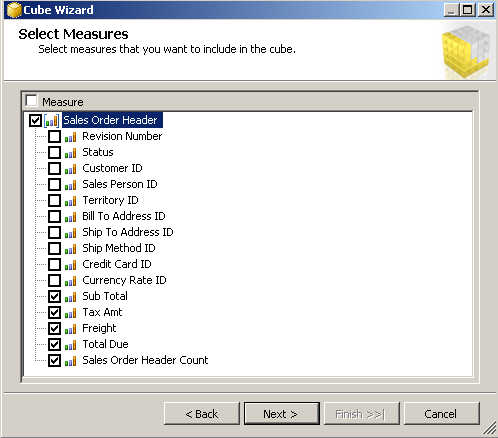 Cube Wizard
Select Measures
Select measures that you want to include in the cube.
Measure
Sales Order Header
Revision Number
Status
Customer ID
Sales Person ID
Territory ID
Bill To Address ID
Ship To Address ID
Ship Method ID
Credit Card ID
Currency Rate ID
Sub Total
Tax Amt
Freight
Total Due
Sales Order Header Count
< Back Next > Finish >>| Cancel